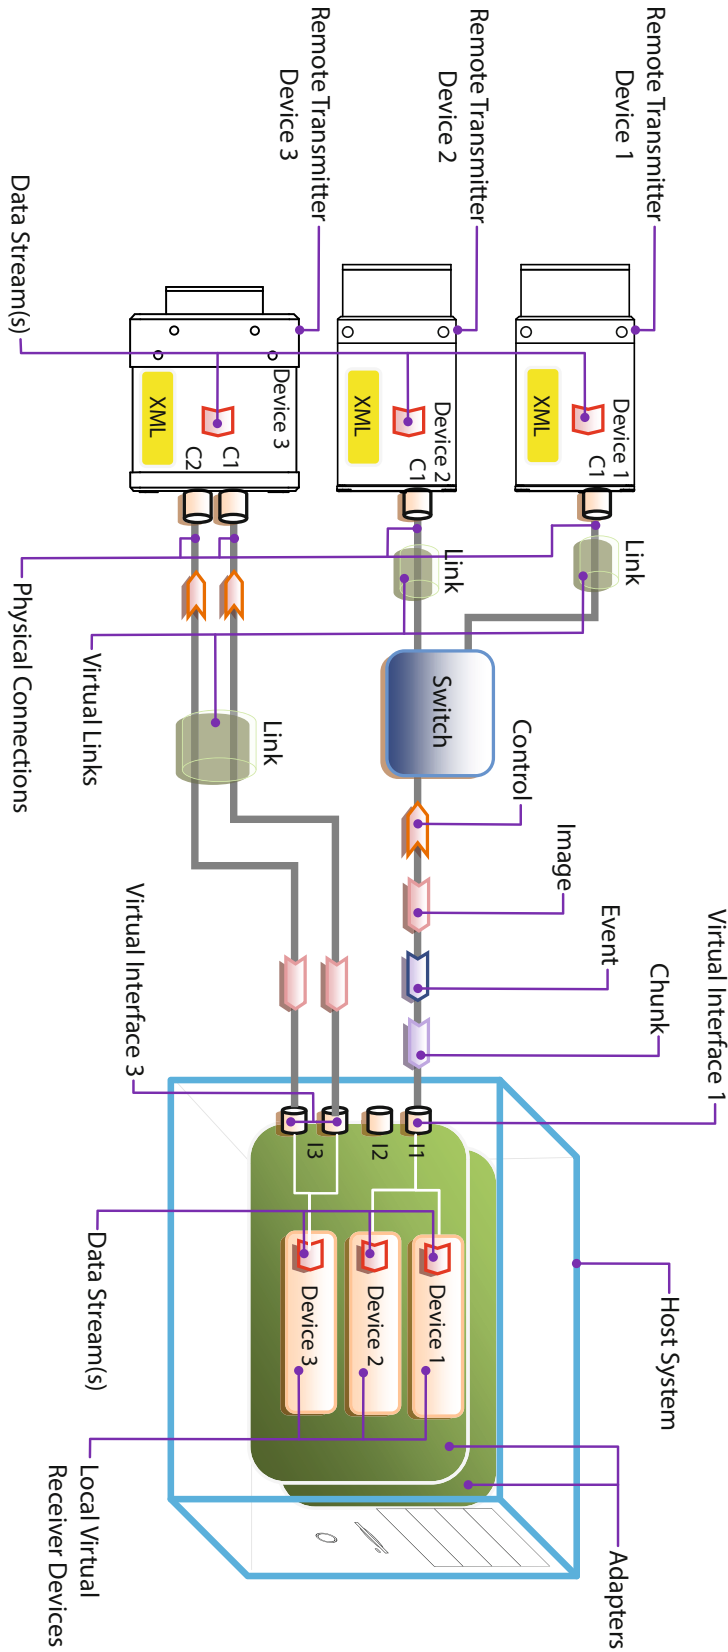 Remote Transmitter
Device 1
Remote Transmitter
Device 2
Remote Transmitter
Device 3
Data Stream(s)
Device 1
C1
XML
Device 2
C1
XML
Device 3
C1
C2
XML
Link
Link
Link
Physical Connections
Virtual Links
Switch
Control
Image
Event
Chunk
Virtual Interface 1
Virtual Interface 3
I1
I2
I3
Device 1
Device 2
Device 3
Data Stream(s)
Host System
Local Virtual
Receiver Devices
Adapters